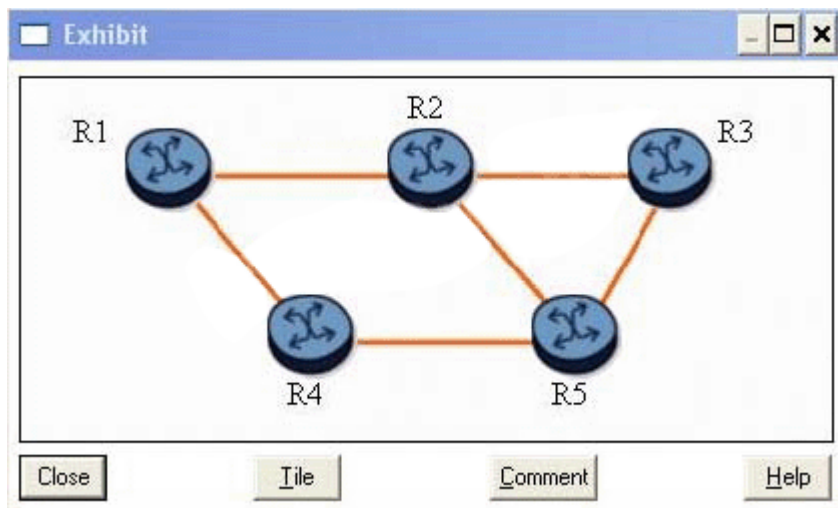 Exhibit
R1
R2
R3
R4
R5
Close
Tile
Comment
Help